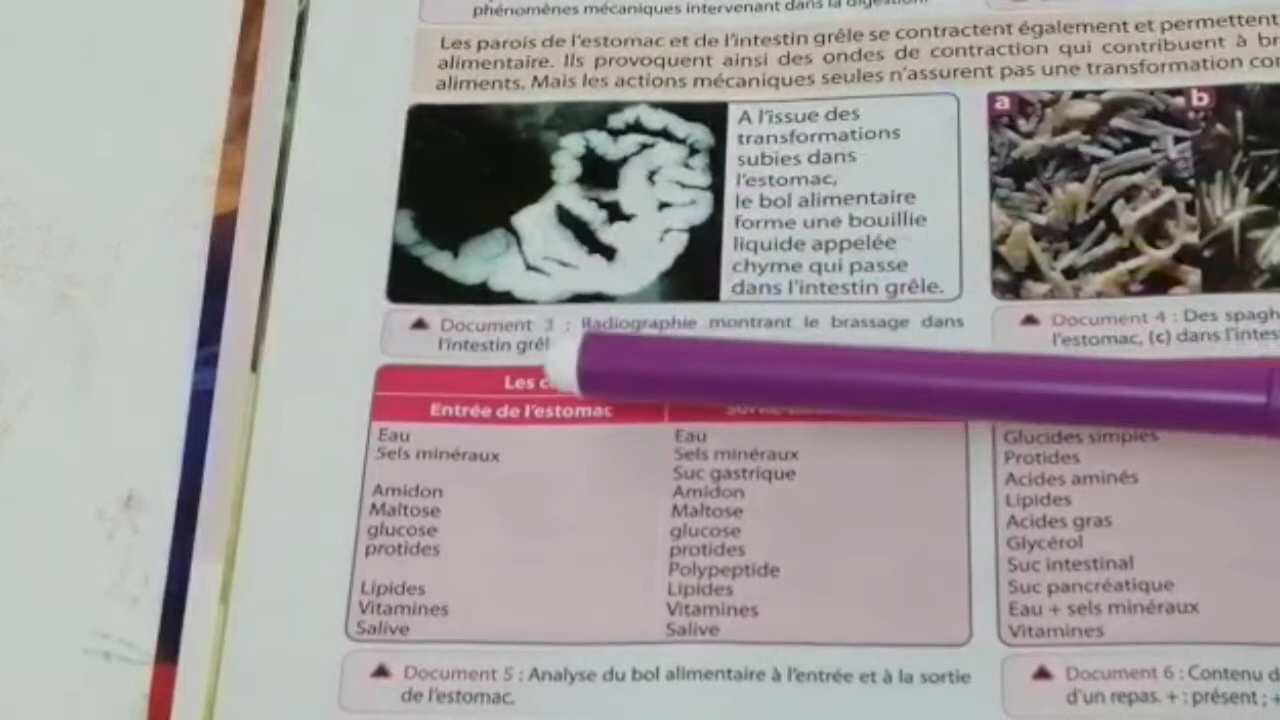 phénomènes mécaniques intervenant dans la digestion.
Les parois de l'estomac et de l'intestin grêle se contractent également et permettent
alimentaire. Ils provoquent ainsi des ondes de contraction qui contribuent à
aliments. Mais les actions mécaniques seules n'assurent pas une transformation
A l'issue des
transformations
subies dans
l'estomac,
le bol alimentaire
forme une bouillie
liquide appelée
chyme qui passe
dans l'intestin grêle.
a
b
Document 3 : Radiographie montrant le brassage dans
l'intestin
Document 4 : Des
l'estomac, (c) dans
Les
Entrée de l'estomac
Eau
Sels minéraux
Amidon
Maltose
glucose
protides
Lipides
Vitamines
Salive
Eau
Sels minéraux
Suc gastrique
Amidon
Maltose
glucose
protides
Polypeptide
Lipides
Vitamines
Salive
Glucides simples
Protides
Acides aminés
Lipides
Acides gras
Glycérol
Suc intestinal
Suc pancréatique
Eau + sels minéraux
Vitamines
Document 5 : Analyse du bol alimentaire à l'entrée et à la sortie
de l'estomac.
Document 6 : Contenu
d'un repas. + : présent ;